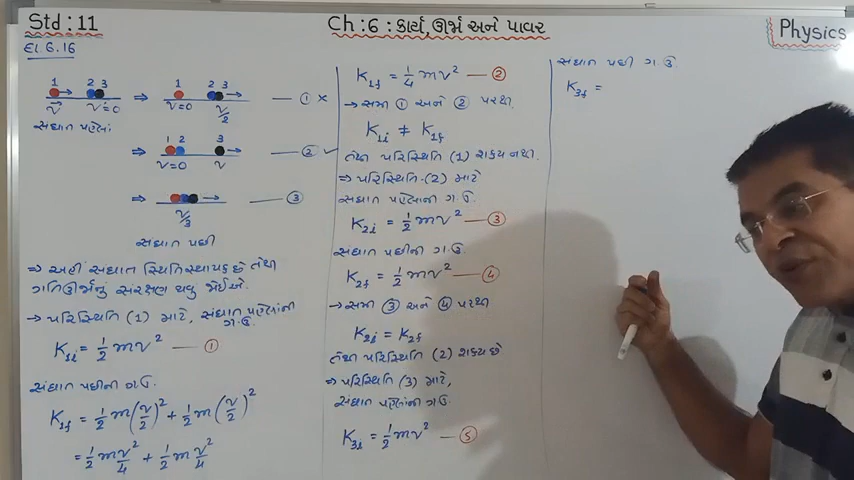 Std : 11
Ch : 6 : કાર્ય, ઊર્જા અને પાવર
Physics
દા 6.16
1 2 3 ⇒ 1 2 3 — ① ×
v v=0 v=0 v/2
સંઘાત પહેલાં
⇒ 1 2 3 — ② ✓
v=0 v
⇒ — ③
v/3
સંઘાત પછી
⇒ અહીં સંઘાત સ્થિતિસ્થાપક છે તેથી
ગતિઊર્જાનું સંરક્ષણ થવુ જોઈએ.
→ પરિસ્થિતિ (1) માટે, સંઘાત પહેલાંની
ગ.ઉ.
K₁ᵢ = 1/2 mv² — ①
સંઘાત પછીની ગ.ઉ.
K₁f = 1/2 m(v/2)² + 1/2 m(v/2)²
= 1/2 m v²/4 + 1/2 m v²/4
K₁f = 1/4 mv² — ②
→ સમી ① અને ② પરથી
K₁ᵢ ≠ K₁f
તેથી પરિસ્થિતિ (1) શક્ય નથી.
⇒ પરિસ્થિતિ-(2) માટે
સંઘાત પહેલાની ગ.ઉ.
K₂ᵢ = 1/2 mv² — ③
સંઘાત પછીની ગ.ઉ.
K₂f = 1/2 mv² — ④
→ સમી ③ અને ④ પરથી
K₂ᵢ = K₂f
તેથી પરિસ્થિતિ (2) શક્ય છે
⇒ પરિસ્થિતિ (3) માટે,
સંઘાત પહેલાંની ગ.ઉ.
K₃ᵢ = 1/2 mv² — ⑤
સંઘાત પછી ગ.ઉ.
K₃f =